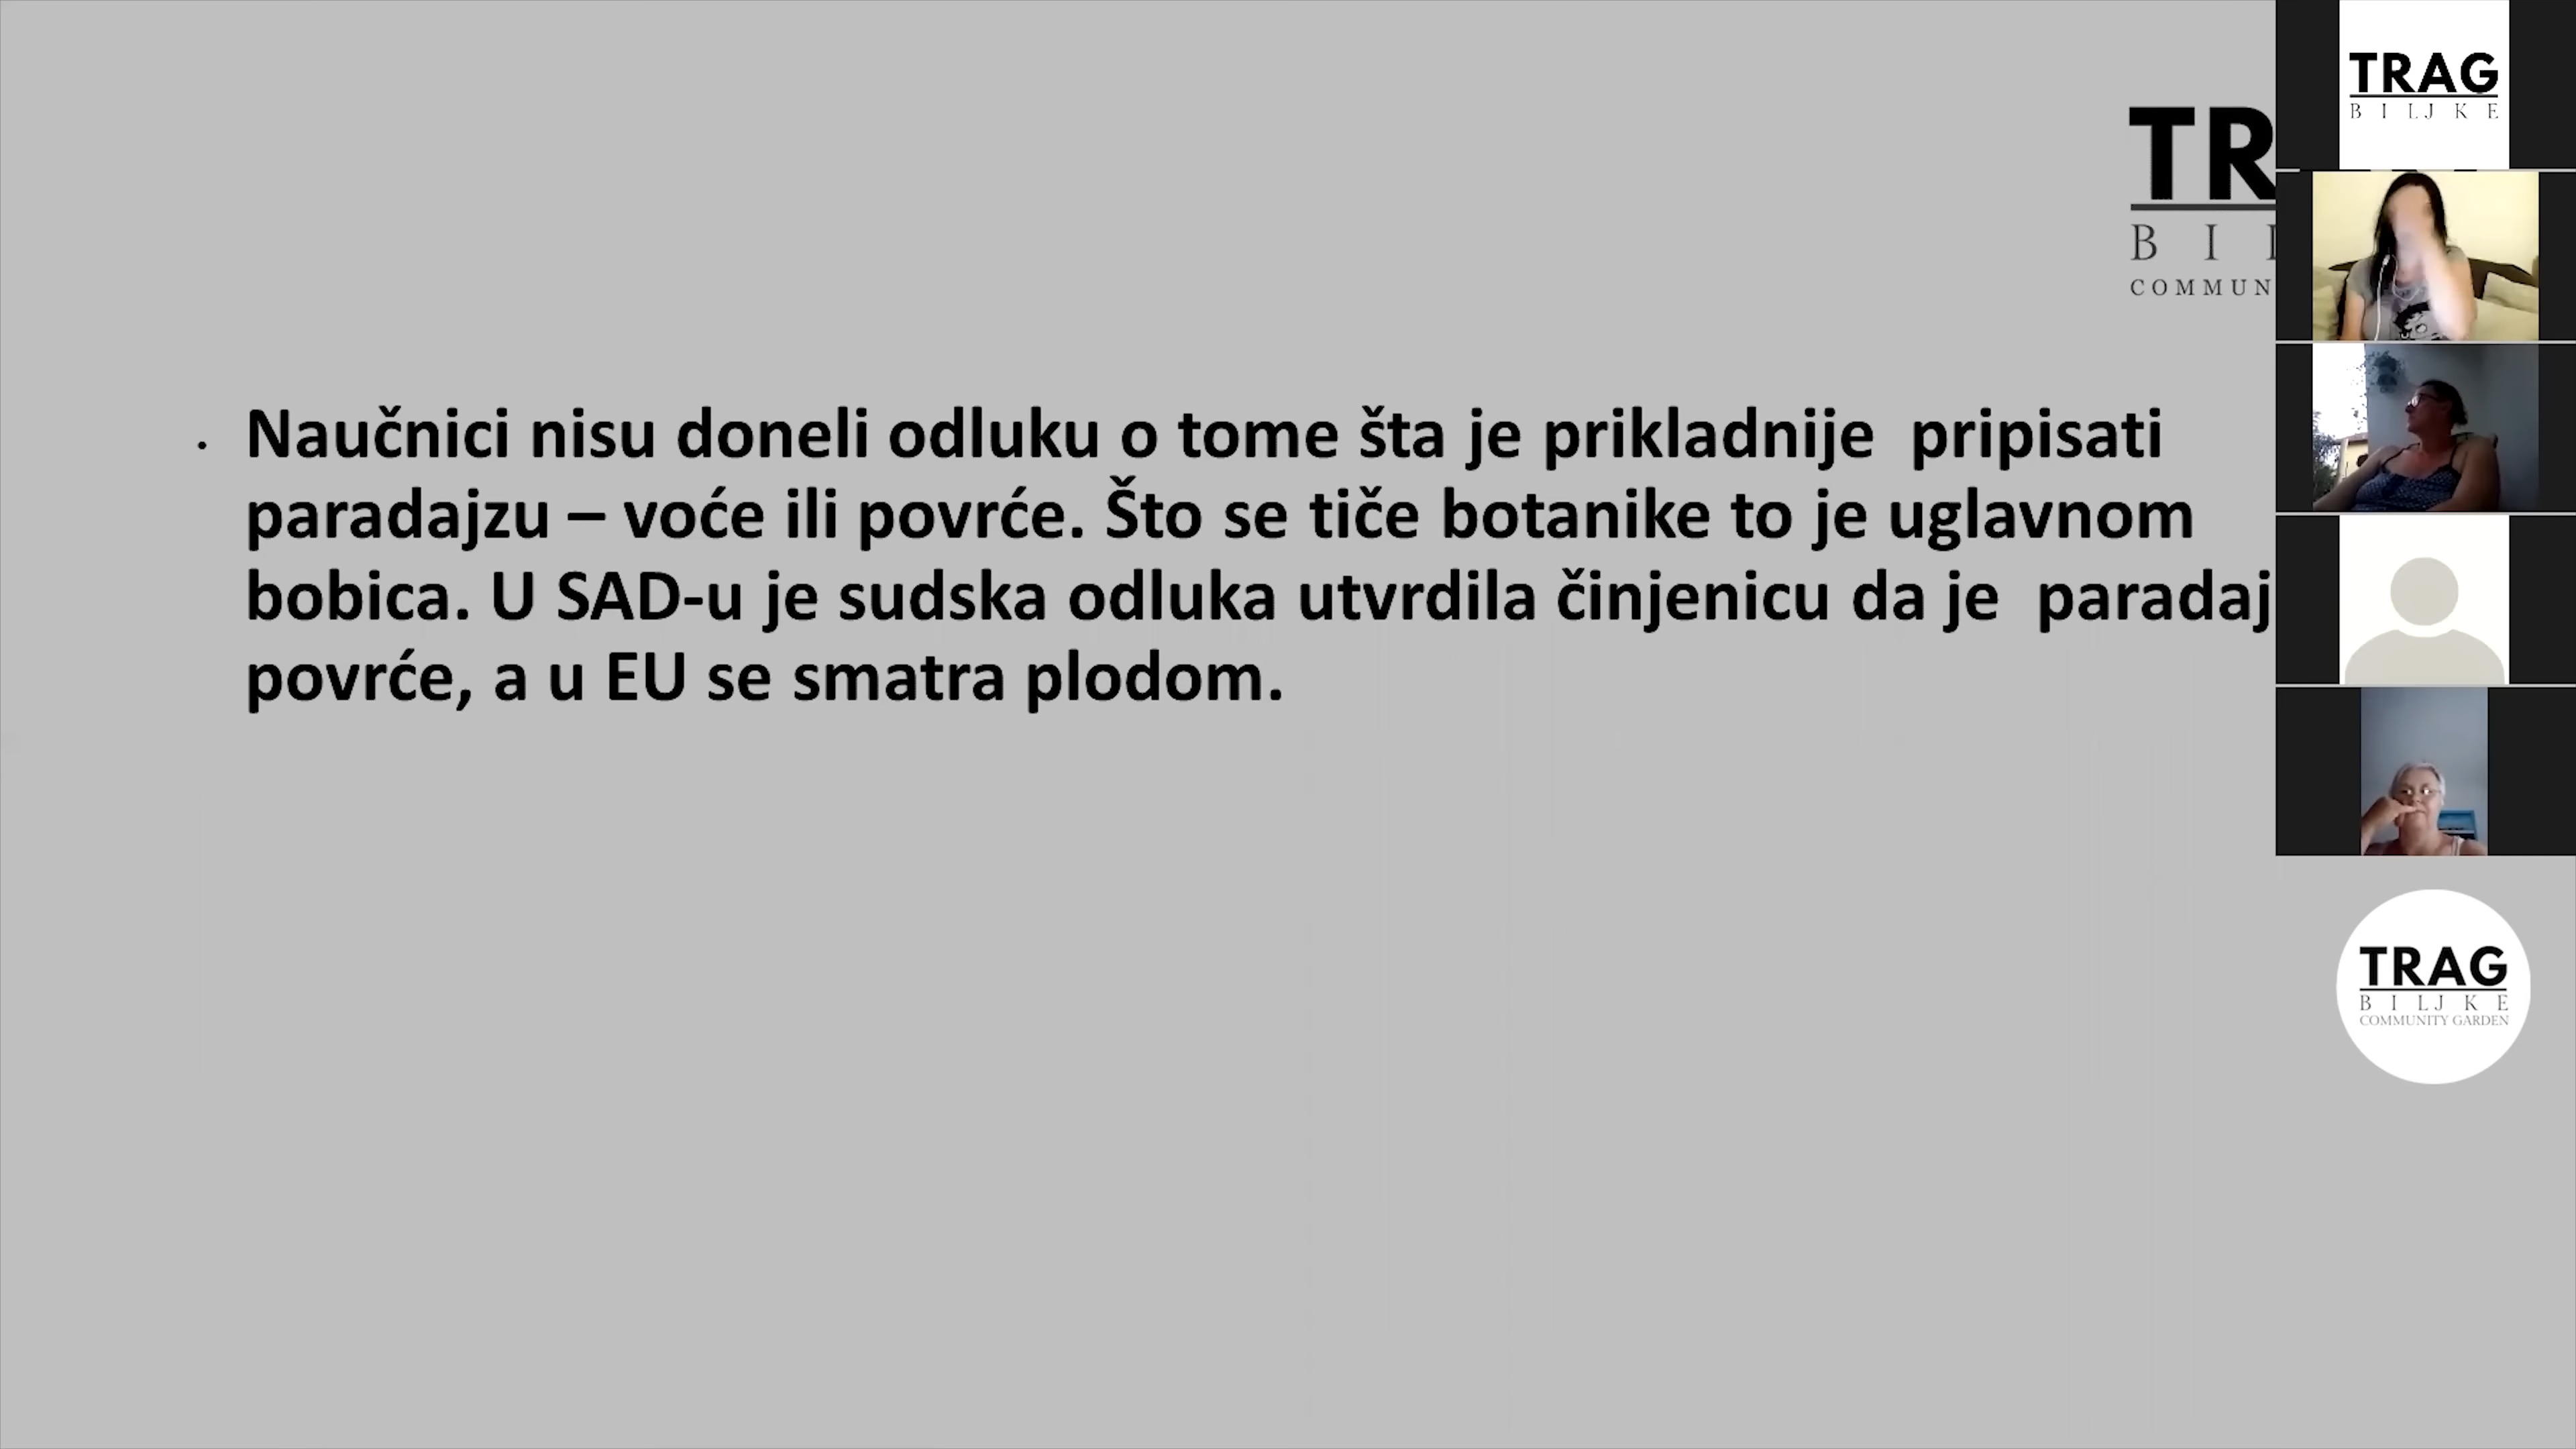 TR
B I
COMMUN
• Naučnici nisu doneli odluku o tome šta je prikladnije pripisati
paradajzu – voće ili povrće. Što se tiče botanike to je uglavnom
bobica. U SAD-u je sudska odluka utvrdila činjenicu da je paradaj
povrće, a u EU se smatra plodom.
TRAG
BILJKE
TRAG
BILJKE
COMMUNITY GARDEN